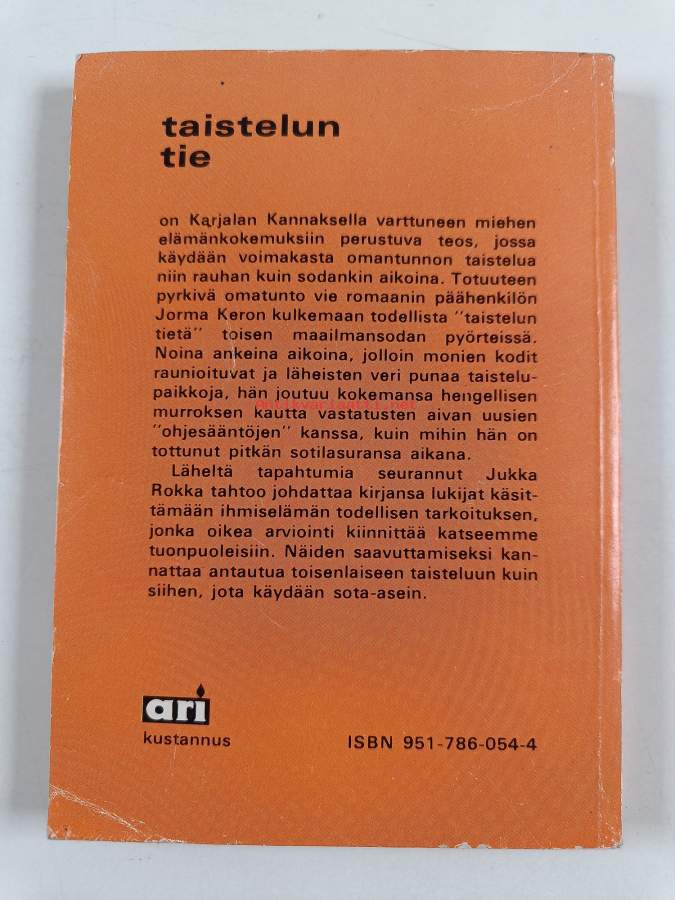 taistelun
tie
on Karjalan Kannaksella varttuneen miehen
elämänkokemuksiin perustuva teos, jossa
käydään voimakasta omantunnon taistelua
niin rauhan kuin sodankin aikoina. Totuuteen
pyrkivä omatunto vie romaanin päähenkilön
Jorma Keron kulkemaan todellista "taistelun
tietä" toisen maailmansodan pyörteissä.
Noina ankeina aikoina, jolloin monien kodit
raunioituvat ja läheisten veri punaa taistelu-
paikkoja, hän joutuu kokemansa hengellisen
murroksen kautta vastatusten aivan uusien
"ohjesääntöjen" kanssa, kuin mihin hän on
tottunut pitkän sotilasuransa aikana.
Läheltä tapahtumia seurannut Jukka
Rokka tahtoo johdattaa kirjansa lukijat käsit-
tämään ihmiselämän todellisen tarkoituksen,
jonka oikea arviointi kiinnittää katseemme
tuonpuoleisiin. Näiden saavuttamiseksi kan-
nattaa antautua toisenlaiseen taisteluun kuin
siihen, jota käydään sota-asein.
ari
kustannus
ISBN 951-786-054-4